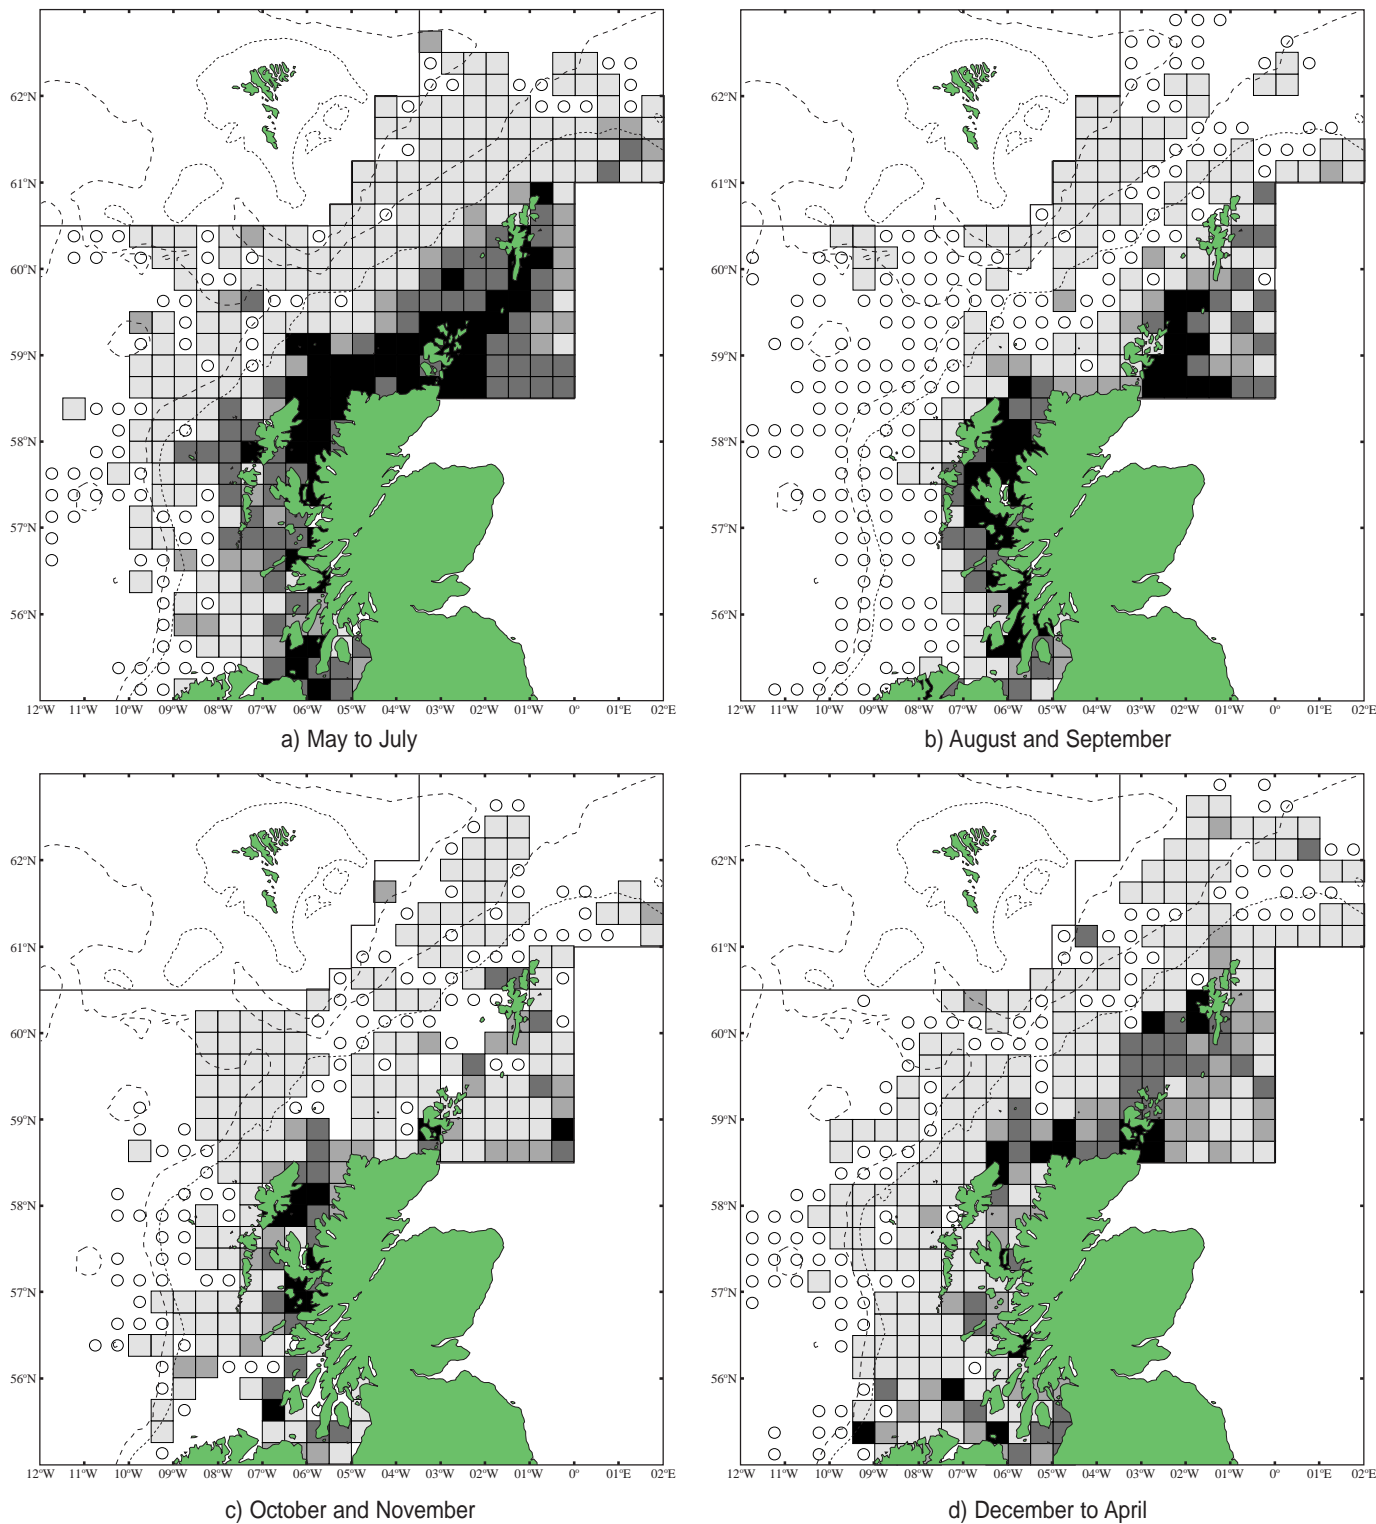 62°N
61°N
60°N
59°N
58°N
57°N
56°N
12°W 11°W 10°W 09°W 08°W 07°W 06°W 05°W 04°W 03°W 02°W 01°W 0° 01°E 02°E
a) May to July
62°N
61°N
60°N
59°N
58°N
57°N
56°N
12°W 11°W 10°W 09°W 08°W 07°W 06°W 05°W 04°W 03°W 02°W 01°W 0° 01°E 02°E
b) August and September
62°N
61°N
60°N
59°N
58°N
57°N
56°N
12°W 11°W 10°W 09°W 08°W 07°W 06°W 05°W 04°W 03°W 02°W 01°W 0° 01°E 02°E
c) October and November
62°N
61°N
60°N
59°N
58°N
57°N
56°N
12°W 11°W 10°W 09°W 08°W 07°W 06°W 05°W 04°W 03°W 02°W 01°W 0° 01°E 02°E
d) December to April